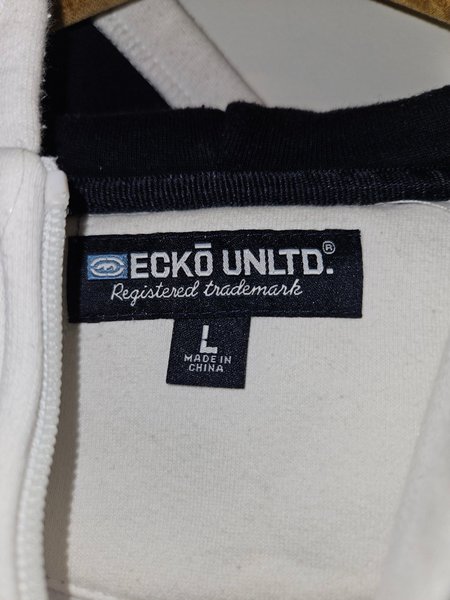 ECKŌ UNLTD.®
Registered trademark
L
MADE IN
CHINA